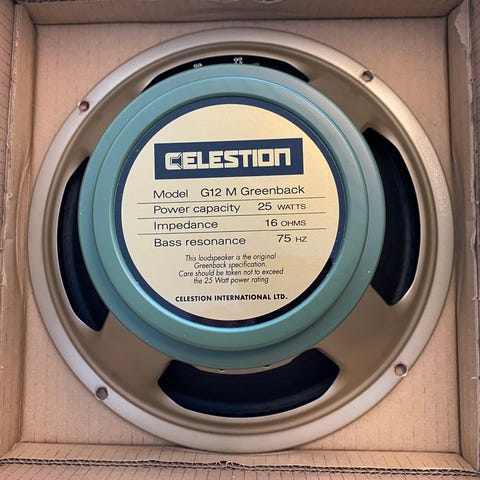 CELESTION
Model G12 M Greenback
Power capacity 25 WATTS
Impedance 16 OHMS
Bass resonance 75 HZ
This loudspeaker is the original
Greenback specification.
Care should be taken not to exceed
the 25 Watt power rating
CELESTION INTERNATIONAL LTD.